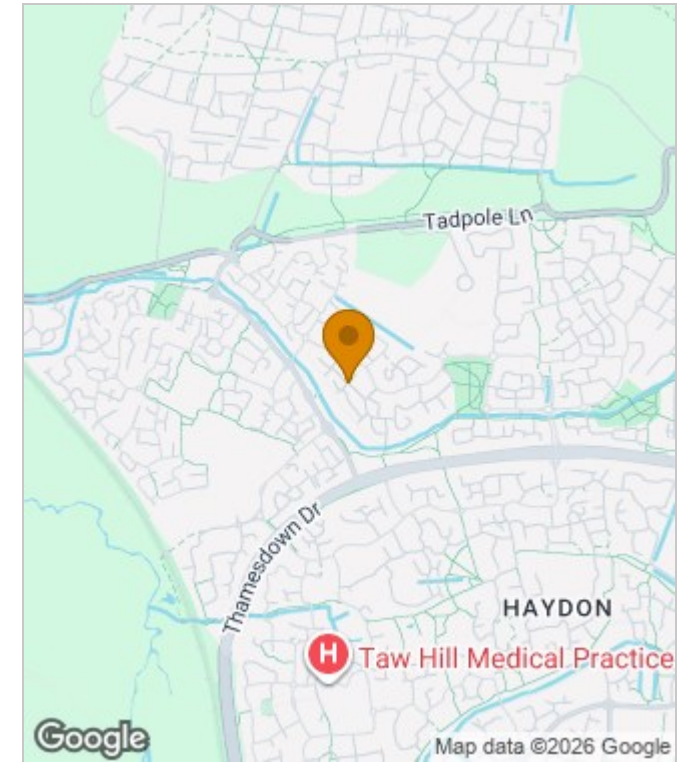 Tadpole Ln
Thamesdown Dr
HAYDON
H
Taw Hill Medical Practice
Google
Map data ©2026 Google